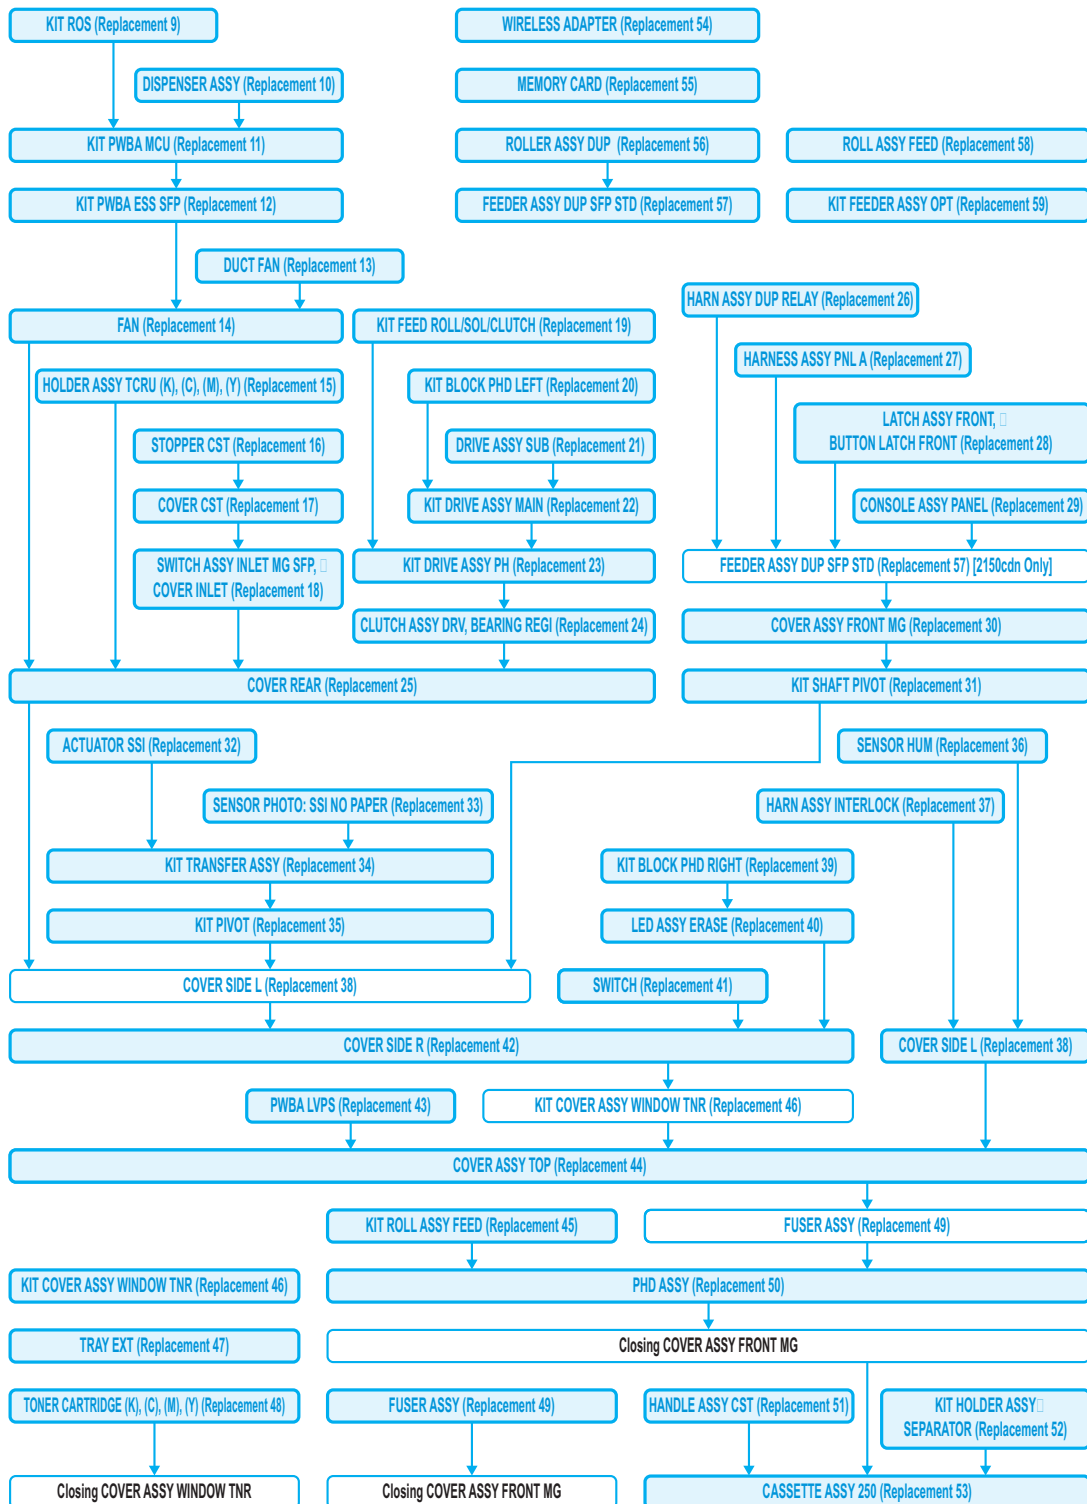 KIT ROS (Replacement 9)
WIRELESS ADAPTER (Replacement 54)
DISPENSER ASSY (Replacement 10)
MEMORY CARD (Replacement 55)
KIT PWBA MCU (Replacement 11)
ROLLER ASSY DUP (Replacement 56)
ROLL ASSY FEED (Replacement 58)
KIT PWBA ESS SFP (Replacement 12)
FEEDER ASSY DUP SFP STD (Replacement 57)
KIT FEEDER ASSY OPT (Replacement 59)
DUCT FAN (Replacement 13)
HARN ASSY DUP RELAY (Replacement 26)
FAN (Replacement 14)
KIT FEED ROLL/SOL/CLUTCH (Replacement 19)
HARNESS ASSY PNL A (Replacement 27)
HOLDER ASSY TCRU (K), (C), (M), (Y) (Replacement 15)
KIT BLOCK PHD LEFT (Replacement 20)
LATCH ASSY FRONT,
BUTTON LATCH FRONT (Replacement 28)
STOPPER CST (Replacement 16)
DRIVE ASSY SUB (Replacement 21)
COVER CST (Replacement 17)
KIT DRIVE ASSY MAIN (Replacement 22)
CONSOLE ASSY PANEL (Replacement 29)
SWITCH ASSY INLET MG SFP,
COVER INLET (Replacement 18)
KIT DRIVE ASSY PH (Replacement 23)
FEEDER ASSY DUP SFP STD (Replacement 57) [2150cdn Only]
CLUTCH ASSY DRV, BEARING REGI (Replacement 24)
COVER ASSY FRONT MG (Replacement 30)
COVER REAR (Replacement 25)
KIT SHAFT PIVOT (Replacement 31)
ACTUATOR SSI (Replacement 32)
SENSOR HUM (Replacement 36)
SENSOR PHOTO: SSI NO PAPER (Replacement 33)
HARN ASSY INTERLOCK (Replacement 37)
KIT TRANSFER ASSY (Replacement 34)
KIT BLOCK PHD RIGHT (Replacement 39)
KIT PIVOT (Replacement 35)
LED ASSY ERASE (Replacement 40)
COVER SIDE L (Replacement 38)
SWITCH (Replacement 41)
COVER SIDE R (Replacement 42)
COVER SIDE L (Replacement 38)
PWBA LVPS (Replacement 43)
KIT COVER ASSY WINDOW TNR (Replacement 46)
COVER ASSY TOP (Replacement 44)
KIT ROLL ASSY FEED (Replacement 45)
FUSER ASSY (Replacement 49)
KIT COVER ASSY WINDOW TNR (Replacement 46)
PHD ASSY (Replacement 50)
TRAY EXT (Replacement 47)
Closing COVER ASSY FRONT MG
TONER CARTRIDGE (K), (C), (M), (Y) (Replacement 48)
FUSER ASSY (Replacement 49)
HANDLE ASSY CST (Replacement 51)
KIT HOLDER ASSY
SEPARATOR (Replacement 52)
Closing COVER ASSY WINDOW TNR
Closing COVER ASSY FRONT MG
CASSETTE ASSY 250 (Replacement 53)